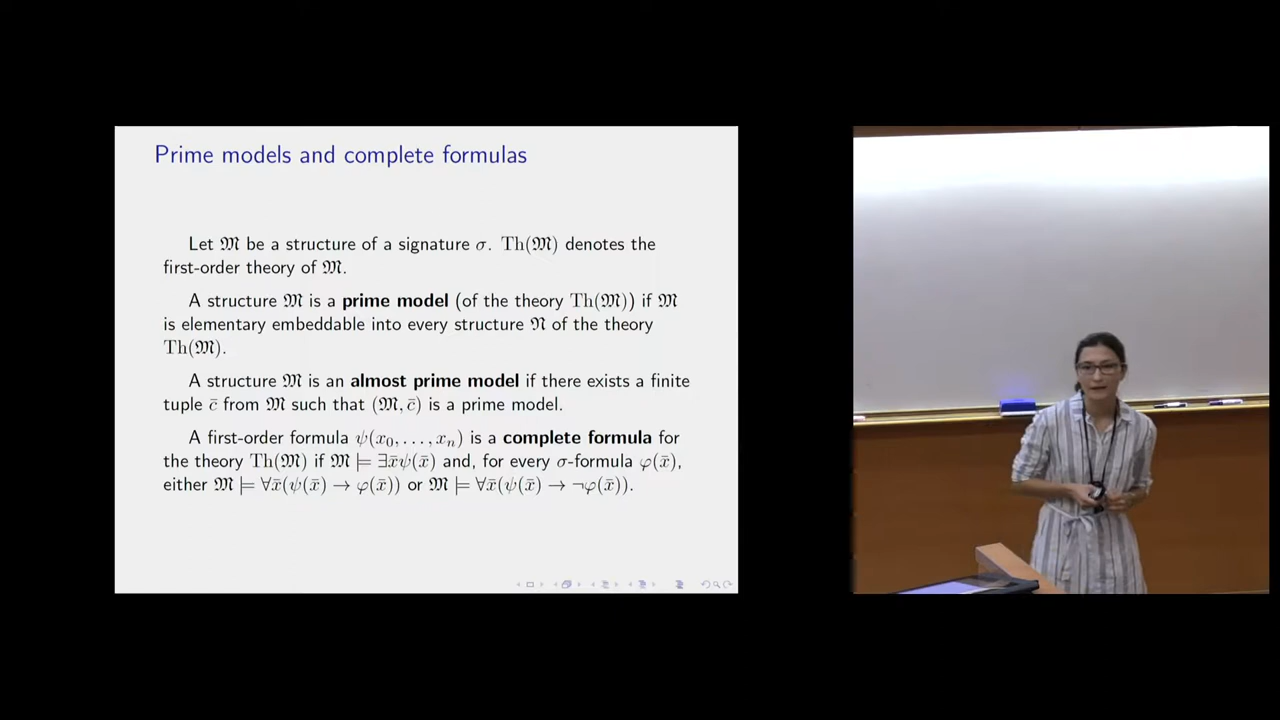 Prime models and complete formulas
Let 𝔐 be a structure of a signature σ. Th(𝔐) denotes the
first-order theory of 𝔐.
A structure 𝔐 is a prime model (of the theory Th(𝔐)) if 𝔐
is elementary embeddable into every structure 𝔑 of the theory
Th(𝔐).
A structure 𝔐 is an almost prime model if there exists a finite
tuple c̄ from 𝔐 such that (𝔐, c̄) is a prime model.
A first-order formula ψ(x₀, . . . , xₙ) is a complete formula for
the theory Th(𝔐) if 𝔐 ⊨ ∃x̄ψ(x̄) and, for every σ-formula φ(x̄),
either 𝔐 ⊨ ∀x̄(ψ(x̄) → φ(x̄)) or 𝔐 ⊨ ∀x̄(ψ(x̄) → ¬φ(x̄)).